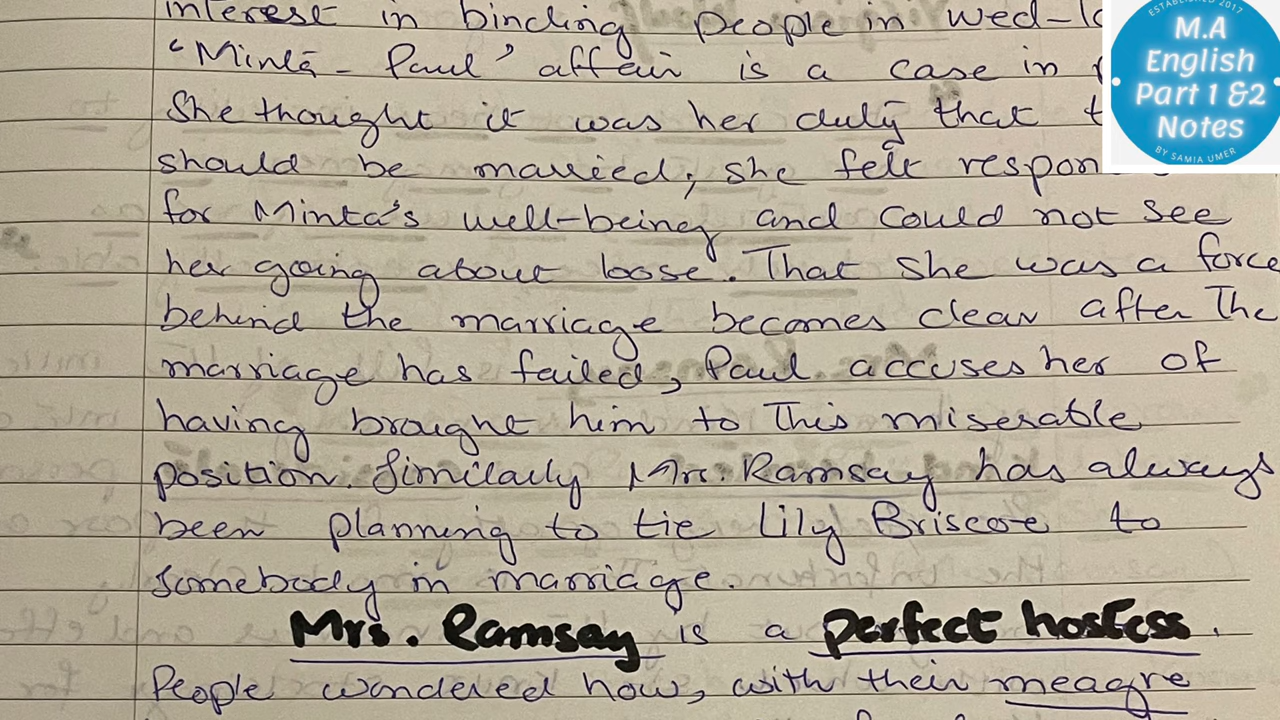 interest in binding people in wed-lo
'Minta - Paul' affair is a case in
She thought it was her duty that t
should be married; she felt respon
for Minta's well-being and could not see
her going about loose. That she was a force
behind the marriage becomes clear after The
marriage has failed, Paul accuses her of
having brought him to This miserable
position. Similarly Mrs. Ramsay has always
been planning to tie Lily Briscoe to
somebody in marriage.
Mrs. Ramsay is a perfect hostess.
People wondered how, with their meagre
ESTABLISHED 2017
M.A
English
Part 1 &2
Notes
BY SAMIA UMER